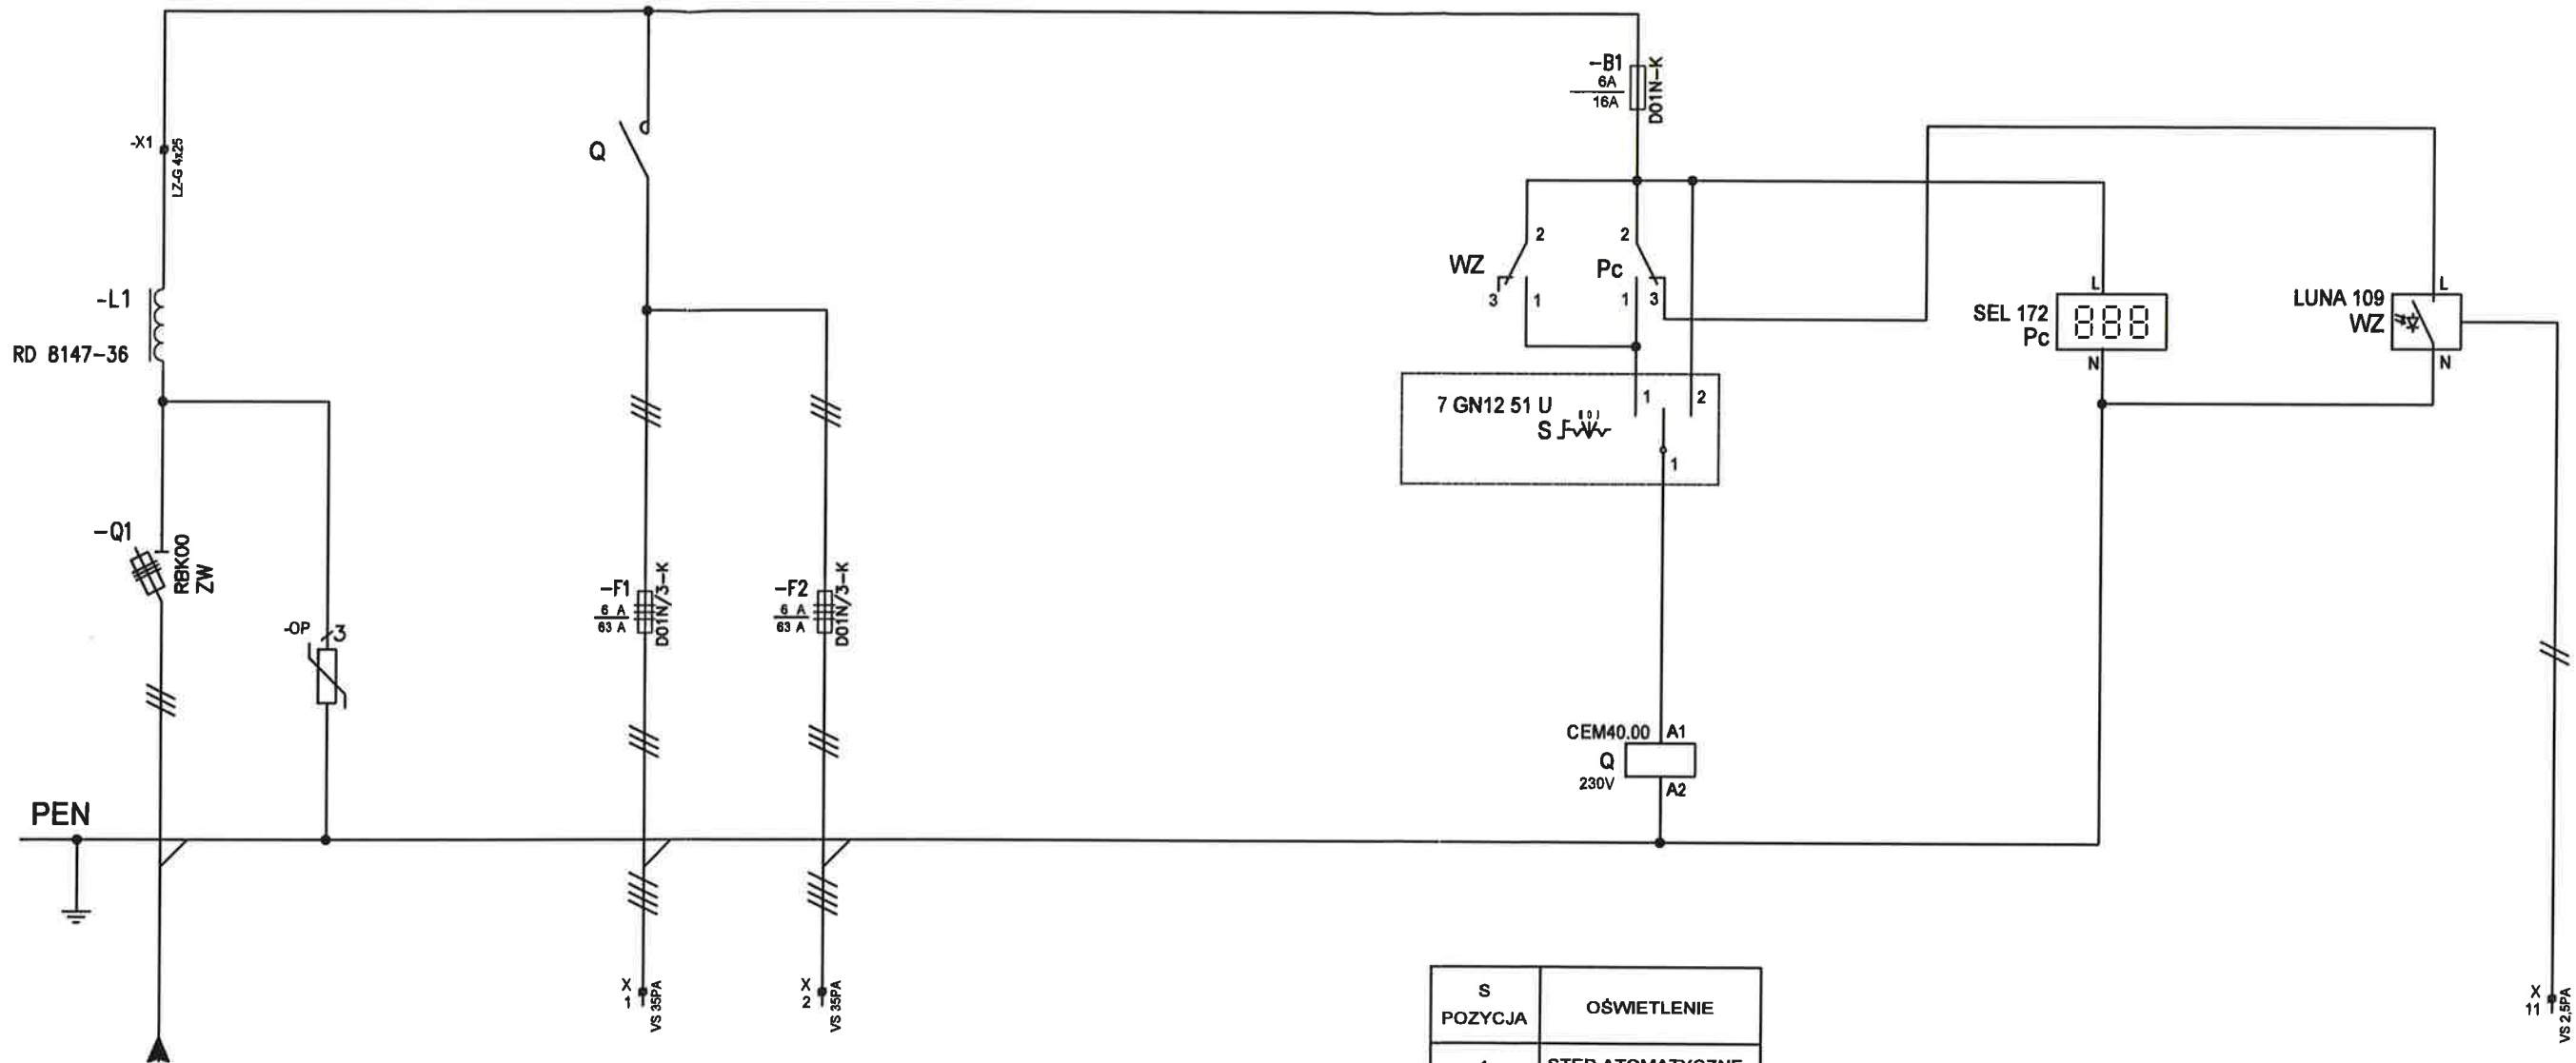 -X1
LZ-G 4x25
-L1
RD 8147-36
-Q1
RBK00
ZW
-OP
3
PEN
Q
-F1
6 A
63 A
D01N/3-K
-F2
6 A
63 A
D01N/3-K
X
1
VS 35PA
X
2
VS 35PA
-B1
6A
16A
D01N-K
WZ
2
3
1
Pc
2
1
3
7 GN12 51 U
S
1
2
1
CEM40.00
A1
Q
230V
A2
SEL 172
Pc
L
888
N
LUNA 109
WZ
L
N
X
11
VS 2,5PA
S
POZYCJA
OŚWIETLENIE
STER ATOMATYCZNE